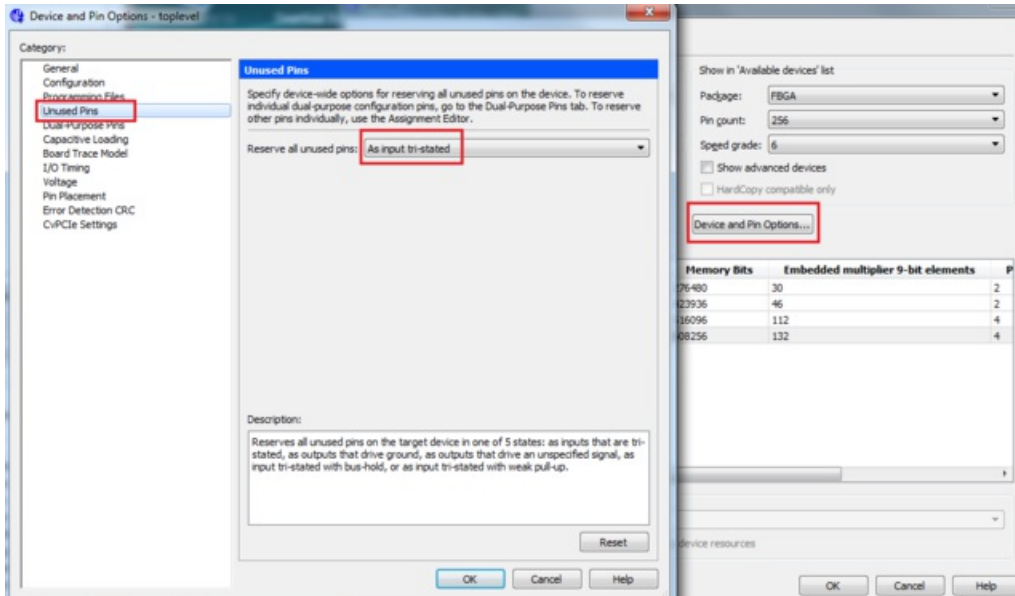 Device and Pin Options - toplevel
Category:
General
Configuration
Programming Files
Unused Pins
Dual-Purpose Pins
Capacitive Loading
Board Trace Model
I/O Timing
Voltage
Pin Placement
Error Detection CRC
CvPCIe Settings
Unused Pins
Specify device-wide options for reserving all unused pins on the device. To reserve
individual dual-purpose configuration pins, go to the Dual-Purpose Pins tab. To reserve
other pins individually, use the Assignment Editor.
Reserve all unused pins: As input tri-stated
Description:
Reserves all unused pins on the target device in one of 5 states: as inputs that are tri-
stated, as outputs that drive ground, as outputs that drive an unspecified signal, as
input tri-stated with bus-hold, or as input tri-stated with weak pull-up.
Reset
OK Cancel Help
Show in 'Available devices' list
Package: FBGA
Pin count: 256
Speed grade: 6
Show advanced devices
HardCopy compatible only
Device and Pin Options...
Memory Bits Embedded multiplier 9-bit elements P
276480 30 2
423936 46 2
16096 112 4
08256 132 4
device resources
OK Cancel Help